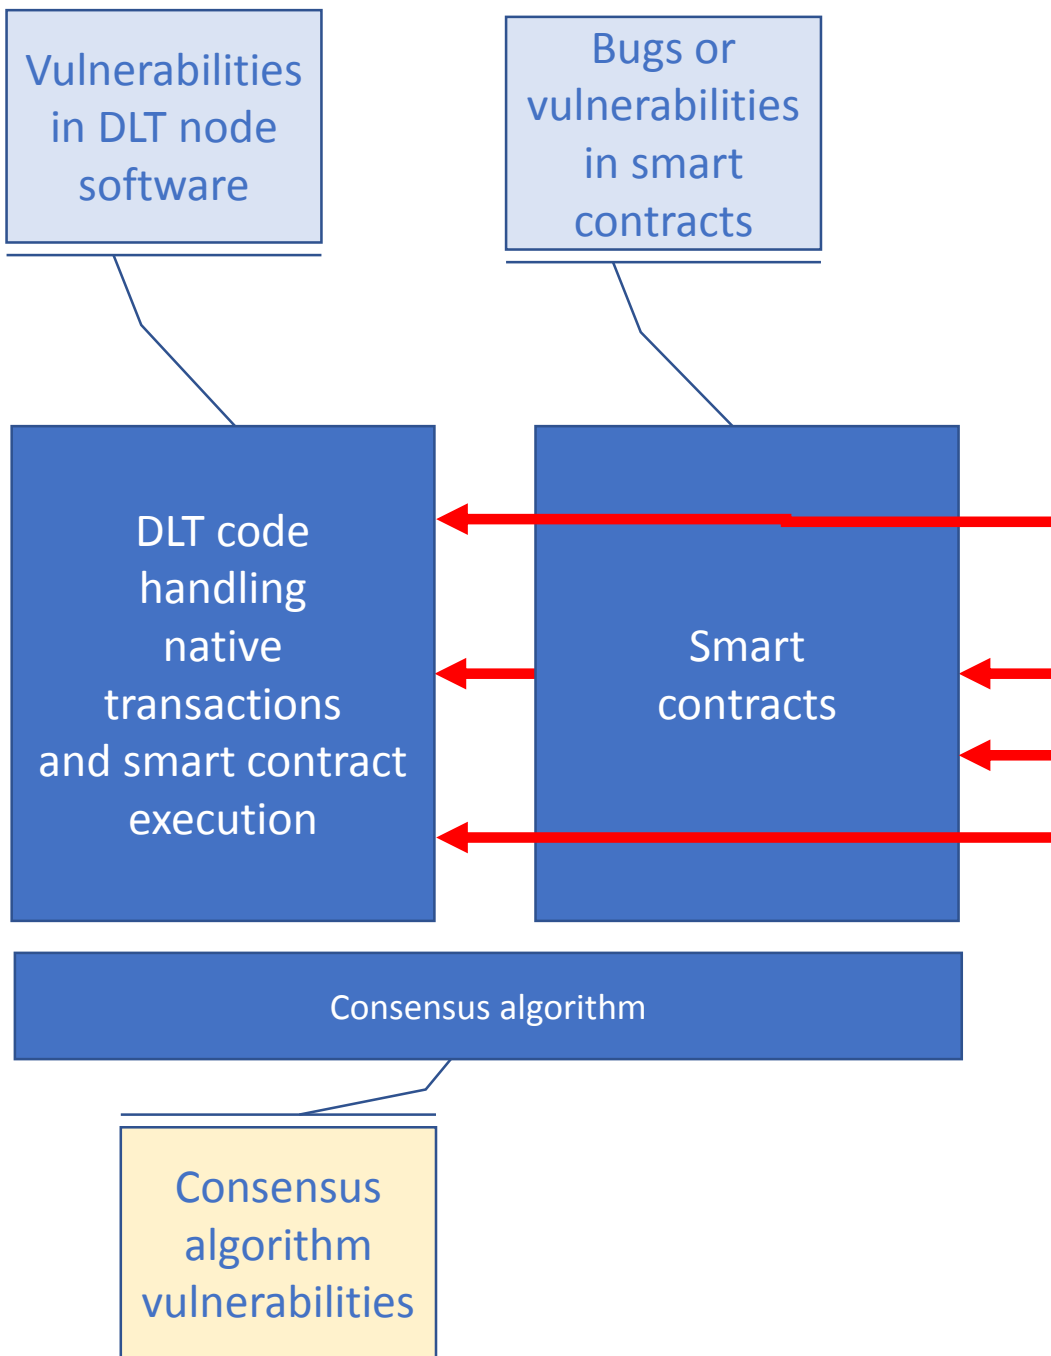 Vulnerabilities
in DLT node
software
Bugs or
vulnerabilities
in smart
contracts
DLT code
handling
native
transactions
and smart contract
execution
Smart
contracts
Consensus algorithm
Consensus
algorithm
vulnerabilities